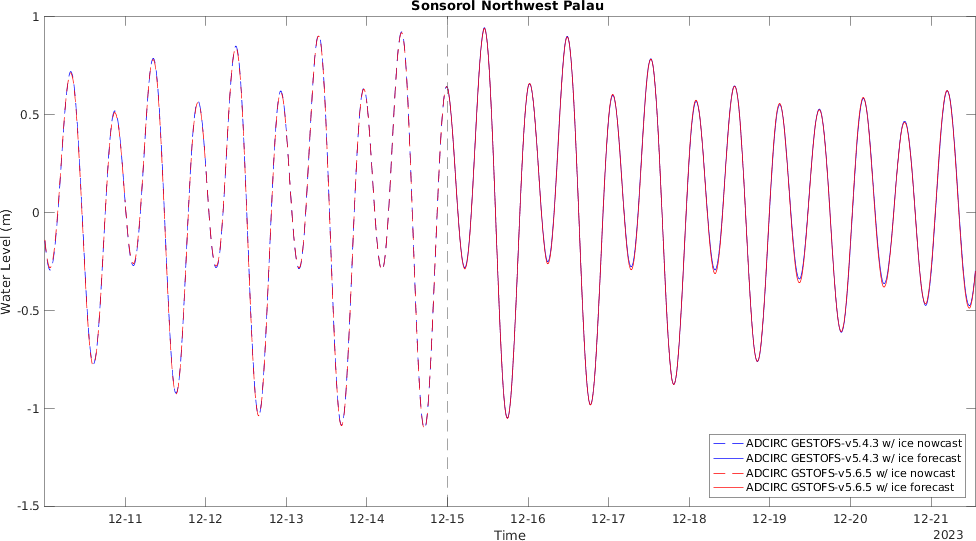 Sonsorol Northwest Palau
1
0.5
0
-0.5
-1
-1.5
Water Level (m)
12-11
12-12
12-13
12-14
12-15
12-16
12-17
12-18
12-19
12-20
12-21
Time
2023
ADCIRC GESTOFS-v5.4.3 w/ ice nowcast
ADCIRC GESTOFS-v5.4.3 w/ ice forecast
ADCIRC GSTOFS-v5.6.5 w/ ice nowcast
ADCIRC GSTOFS-v5.6.5 w/ ice forecast